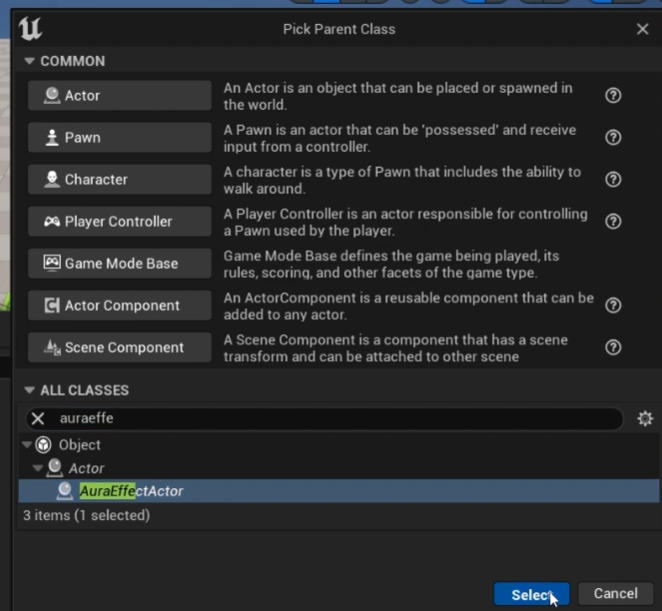 Pick Parent Class
COMMON
Actor
An Actor is an object that can be placed or spawned in
the world.
Pawn
A Pawn is an actor that can be 'possessed' and receive
input from a controller.
Character
A character is a type of Pawn that includes the ability to
walk around.
Player Controller
A Player Controller is an actor responsible for controlling
a Pawn used by the player.
Game Mode Base
Game Mode Base defines the game being played, its
rules, scoring, and other facets of the game type.
Actor Component
An ActorComponent is a reusable component that can be
added to any actor.
Scene Component
A Scene Component is a component that has a scene
transform and can be attached to other scene
ALL CLASSES
auraeffe
Object
Actor
AuraEffectActor
3 items (1 selected)
Select
Cancel